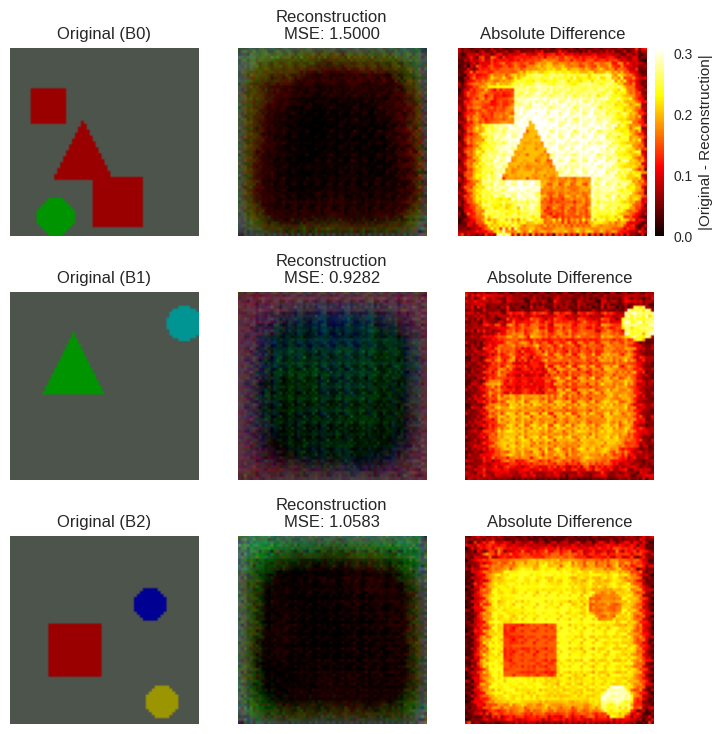 Original (B0)
Reconstruction
MSE: 1.5000
Absolute Difference
0.3
0.2
0.1
0.0
|Original - Reconstruction|
Original (B1)
Reconstruction
MSE: 0.9282
Absolute Difference
Original (B2)
Reconstruction
MSE: 1.0583
Absolute Difference